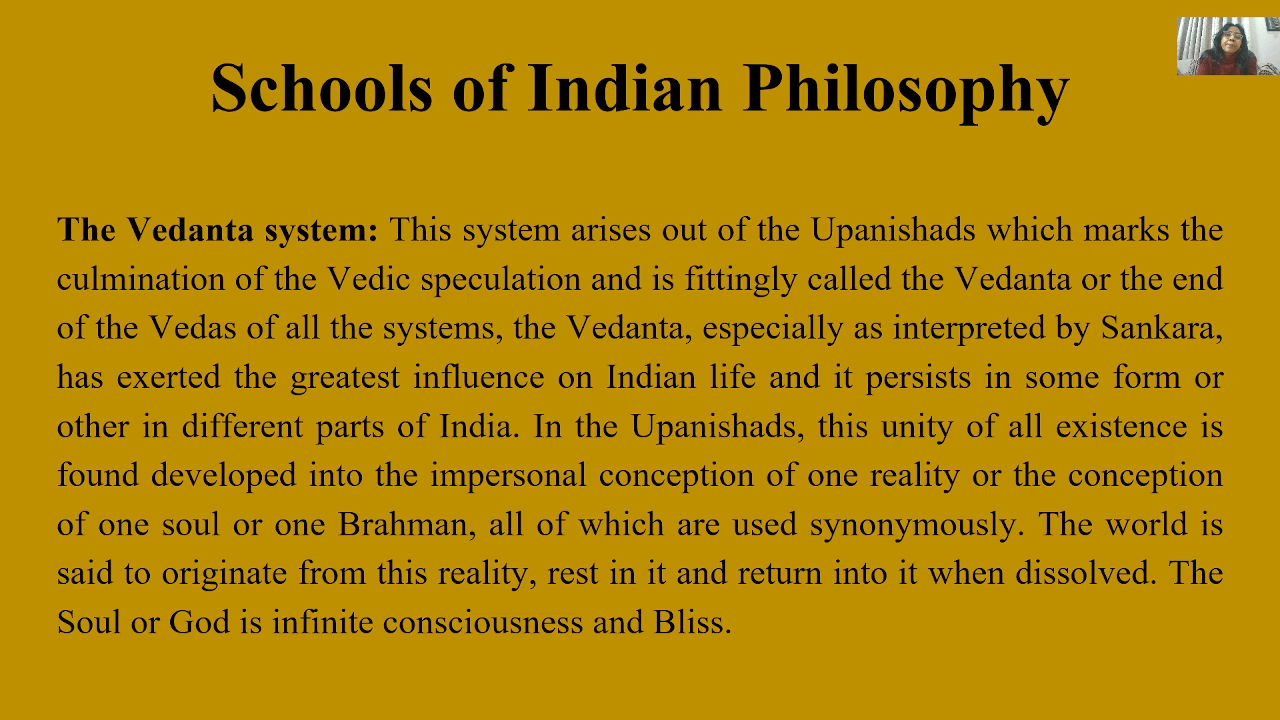 Schools of Indian Philosophy
The Vedanta system: This system arises out of the Upanishads which marks the
culmination of the Vedic speculation and is fittingly called the Vedanta or the end
of the Vedas of all the systems, the Vedanta, especially as interpreted by Sankara,
has exerted the greatest influence on Indian life and it persists in some form or
other in different parts of India. In the Upanishads, this unity of all existence is
found developed into the impersonal conception of one reality or the conception
of one soul or one Brahman, all of which are used synonymously. The world is
said to originate from this reality, rest in it and return into it when dissolved. The
Soul or God is infinite consciousness and Bliss.